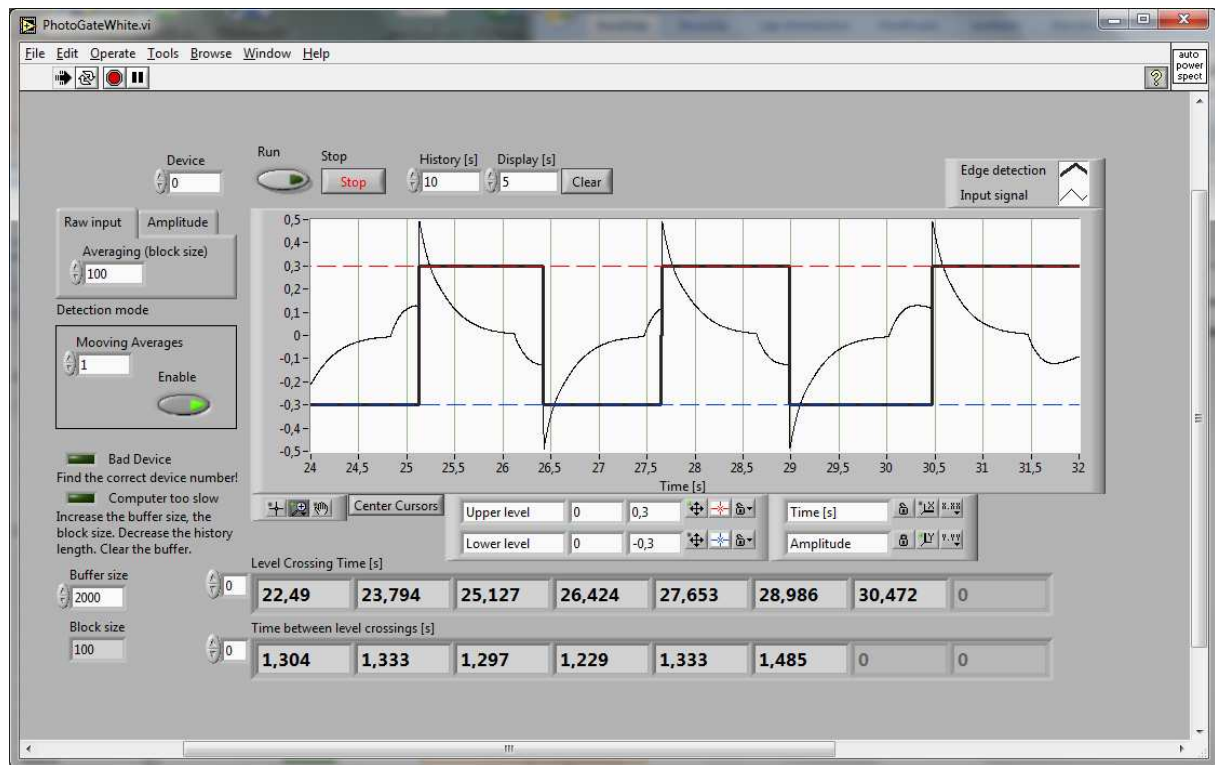 PhotoGateWhite.vi
File Edit Operate Tools Browse Window Help
auto
power
spect
Device
0
Run
Stop
Stop
History [s]
10
Display [s]
5
Clear
Edge detection
Input signal
Raw input
Amplitude
Averaging (block size)
100
Detection mode
Mooving Averages
1
Enable
0,5
0,4
0,3
0,2
0,1
0
-0,1
-0,2
-0,3
-0,4
-0,5
24 24,5 25 25,5 26 26,5 27 27,5 28 28,5 29 29,5 30 30,5 31 31,5 32
Time [s]
Bad Device
Find the correct device number!
Computer too slow
Increase the buffer size, the
block size. Decrease the history
length. Clear the buffer.
Center Cursors
Upper level 0 0,3
Lower level 0 -0,3
Time [s]
Amplitude
Buffer size
2000
Block size
100
Level Crossing Time [s]
0 22,49 23,794 25,127 26,424 27,653 28,986 30,472 0
Time between level crossings [s]
0 1,304 1,333 1,297 1,229 1,333 1,485 0 0